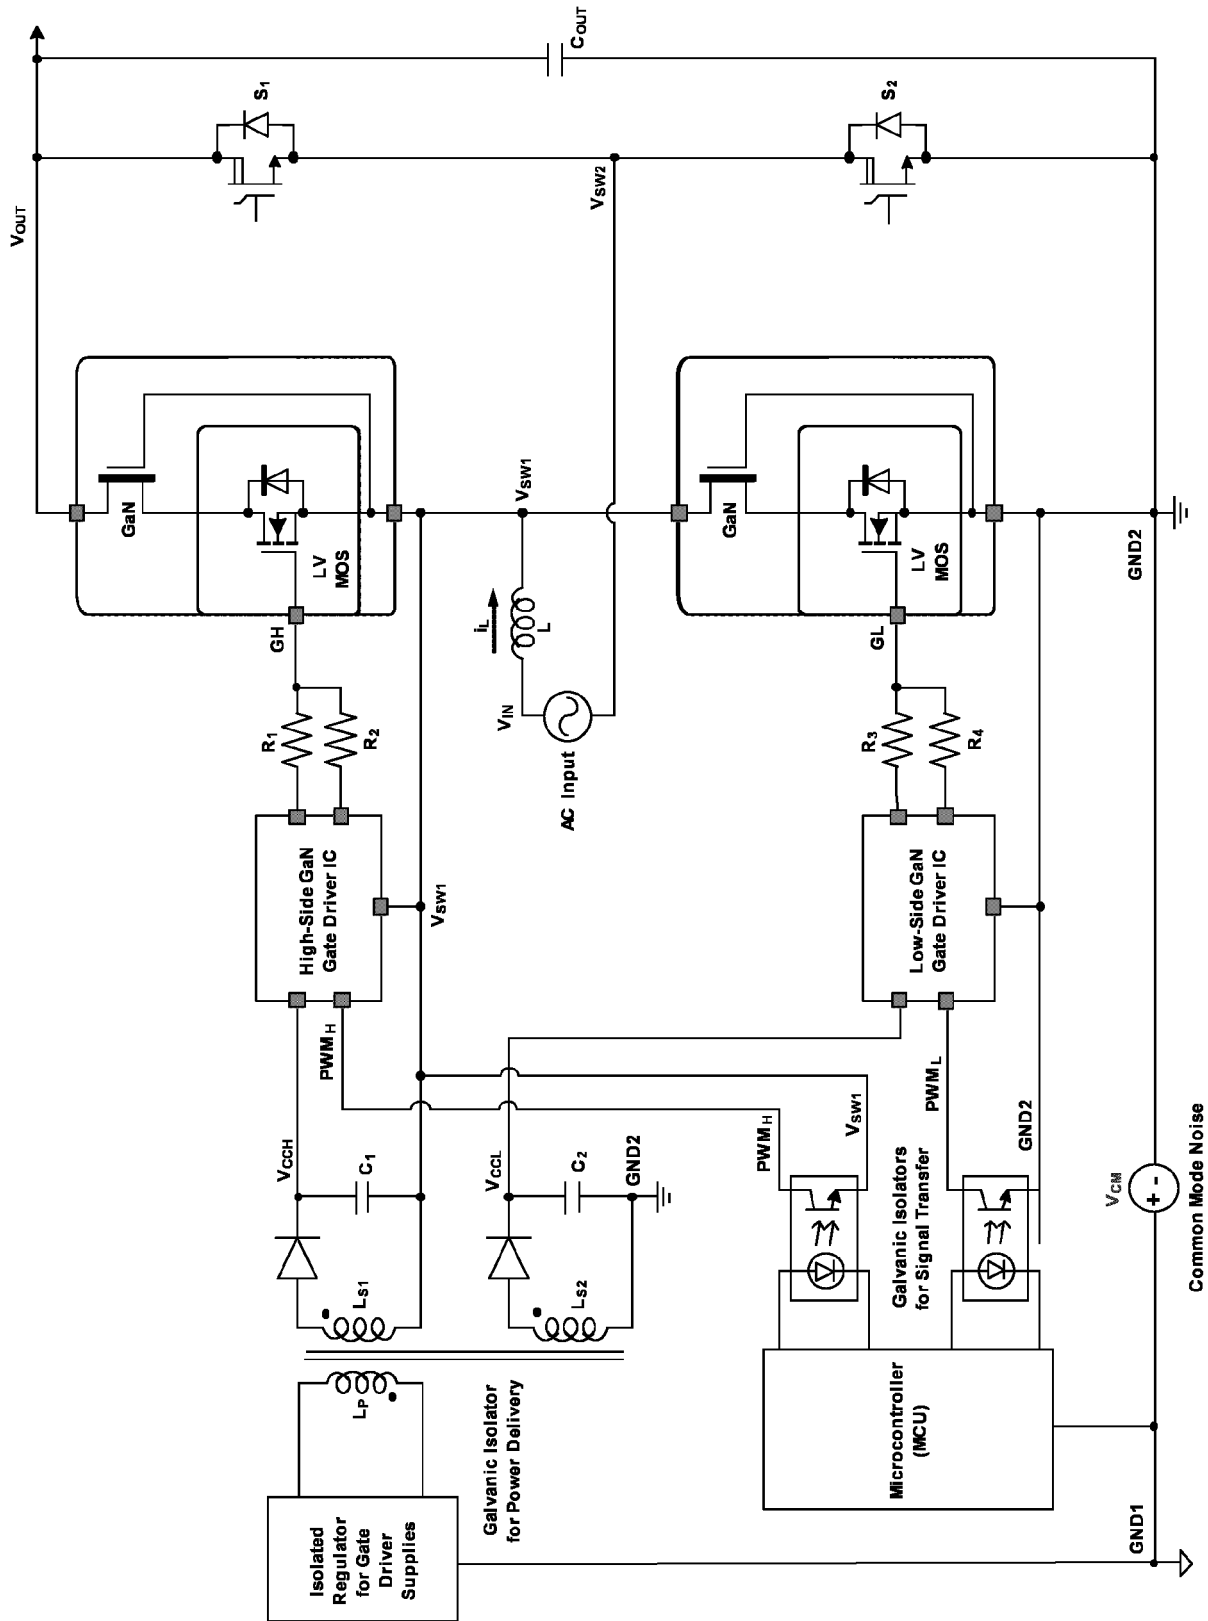 Isolated
Regulator
for Gate
Driver
Supplies
LP
Galvanic Isolator
for Power Delivery
LS1
LS2
VCCH
C1
VCCL
C2
GND2
PWMH
High-Side GaN
Gate Driver IC
VSW1
R1
R2
GH
GaN
LV
MOS
VOUT
S1
COUT
VIN
AC Input
iL
L
VSW1
VSW2
Microcontroller
(MCU)
Galvanic Isolators
for Signal Transfer
PWMH
VSW1
PWML
GND2
Low-Side GaN
Gate Driver IC
R3
R4
GL
GaN
LV
MOS
S2
GND1
VCM
+ -
Common Mode Noise
GND2